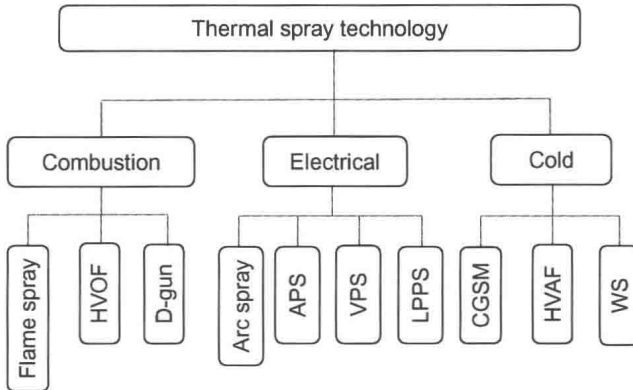 Thermal spray technology
Combustion
Electrical
Cold
Flame spray
HVOF
D-gun
Arc spray
APS
VPS
LPPS
CGSM
HVAF
WS